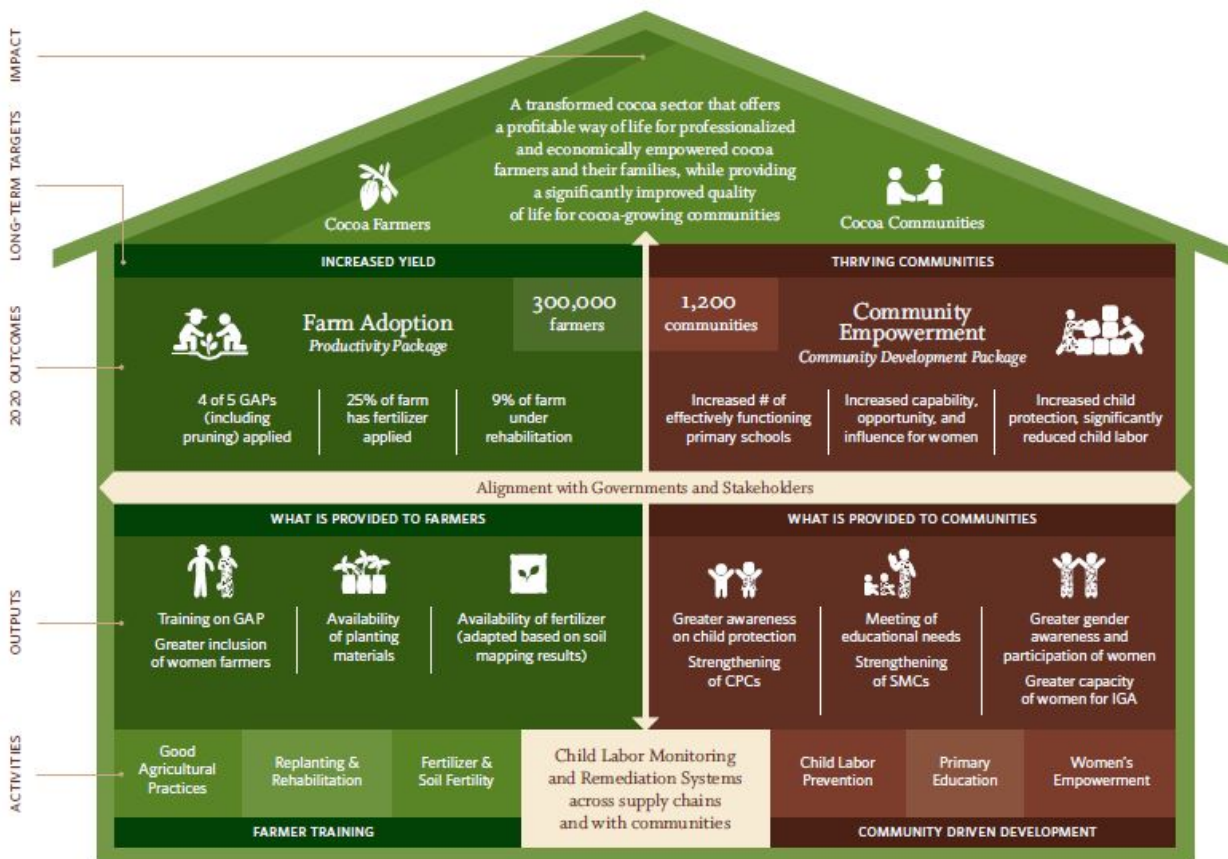 IMPACT
LONG-TERM TARGETS
2020 OUTCOMES
OUTPUTS
ACTIVITIES
A transformed cocoa sector that offers
a profitable way of life for professionalized
and economically empowered cocoa
farmers and their families, while providing
a significantly improved quality
of life for cocoa-growing communities
Cocoa Farmers
Cocoa Communities
INCREASED YIELD
300,000
farmers
Farm Adoption
Productivity Package
4 of 5 GAPs
(including
pruning) applied
25% of farm
has fertilizer
applied
9% of farm
under
rehabilitation
THRIVING COMMUNITIES
1,200
communities
Community
Empowerment
Community Development Package
Increased # of
effectively functioning
primary schools
Increased capability,
opportunity, and
influence for women
Increased child
protection, significantly
reduced child labor
Alignment with Governments and Stakeholders
WHAT IS PROVIDED TO FARMERS
Training on GAP
Greater inclusion
of women farmers
Availability
of planting
materials
Availability of fertilizer
(adapted based on soil
mapping results)
WHAT IS PROVIDED TO COMMUNITIES
Greater awareness
on child protection
Strengthening
of CPCs
Meeting of
educational needs
Strengthening
of SMCs
Greater gender
awareness and
participation of women
Greater capacity
of women for IGA
Good
Agricultural
Practices
Replanting &
Rehabilitation
Fertilizer &
Soil Fertility
FARMER TRAINING
Child Labor Monitoring
and Remediation Systems
across supply chains
and with communities
Child Labor
Prevention
Primary
Education
Women's
Empowerment
COMMUNITY DRIVEN DEVELOPMENT